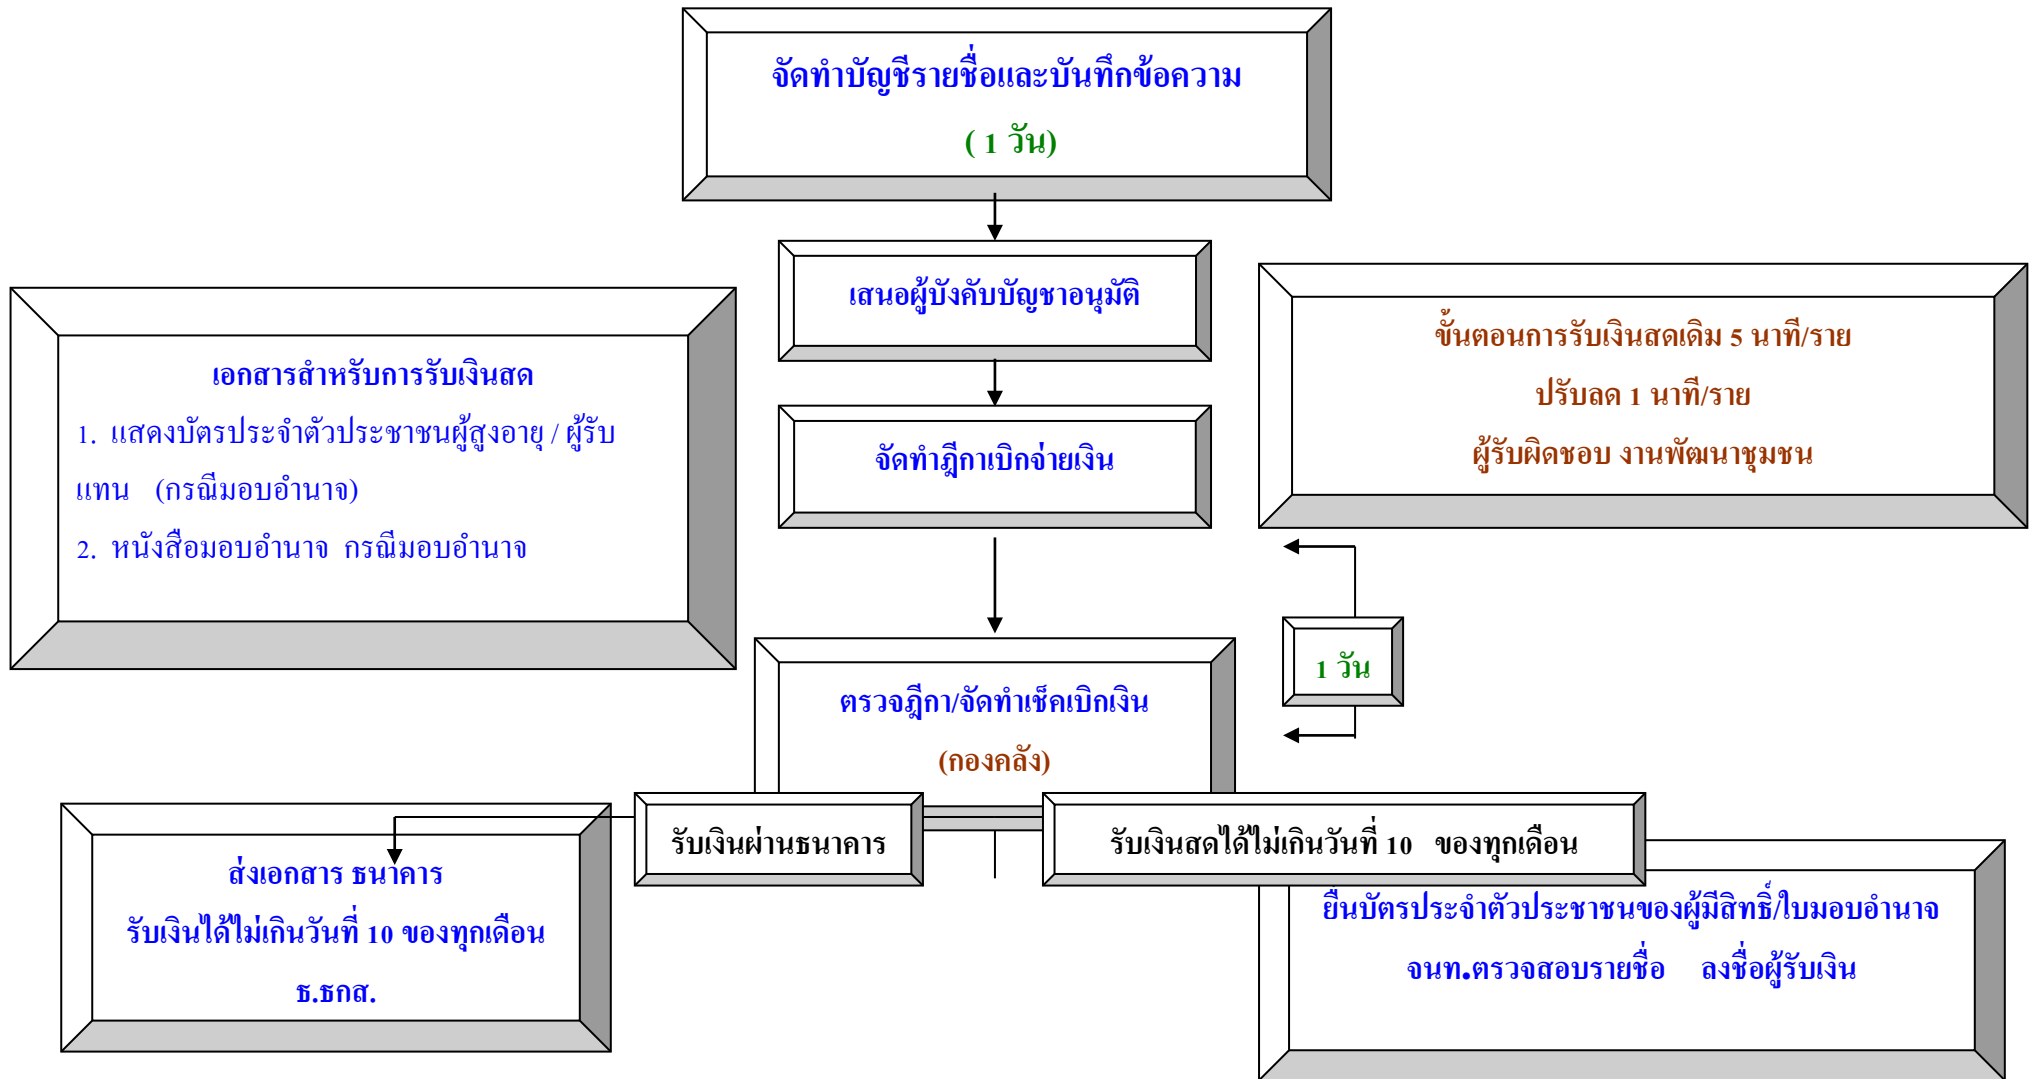 จัดทำบัญชีรายชื่อและบันทึกข้อความ
( 1 วัน)
เสนอผู้บังคับบัญชาอนุมัติ
เอกสารสำหรับการรับเงินสด
1. แสดงบัตรประจำตัวประชาชนผู้สูงอายุ / ผู้รับ
แทน (กรณีมอบอำนาจ)
2. หนังสือมอบอำนาจ กรณีมอบอำนาจ
จัดทำฎีกาเบิกจ่ายเงิน
ขั้นตอนการรับเงินสดเดิม 5 นาที/ราย
ปรับลด 1 นาที/ราย
ผู้รับผิดชอบ งานพัฒนาชุมชน
1 วัน
ตรวจฎีกา/จัดทำเช็คเบิกเงิน
(กองคลัง)
รับเงินผ่านธนาคาร
รับเงินสดได้ไม่เกินวันที่ 10 ของทุกเดือน
ส่งเอกสาร ธนาคาร
รับเงินได้ไม่เกินวันที่ 10 ของทุกเดือน
ธ.ธกส.
ยื่นบัตรประจำตัวประชาชนของผู้มีสิทธิ์/ใบมอบอำนาจ
จนท.ตรวจสอบรายชื่อ ลงชื่อผู้รับเงิน